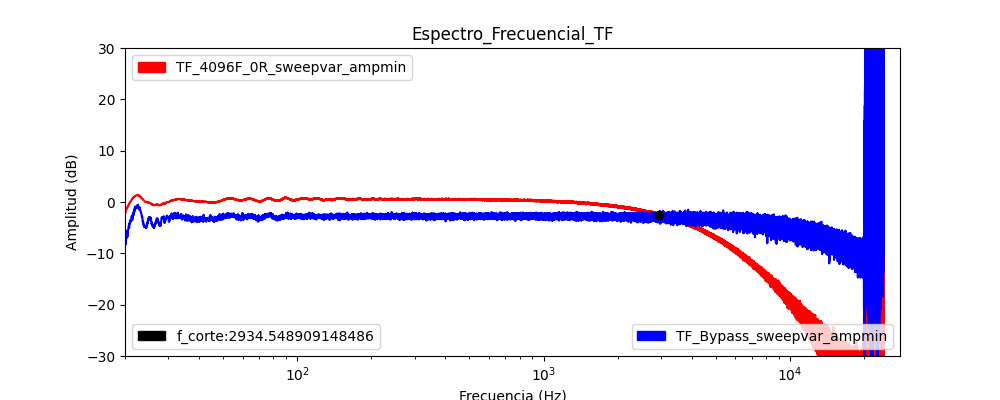 Espectro_Frecuencial_TF
30
20
10
0
−10
−20
−30
Amplitud (dB)
TF_4096F_0R_sweepvar_ampmin
f_corte:2934.548909148486
TF_Bypass_sweepvar_ampmin
10²
10³
10⁴
Frecuencia (Hz)